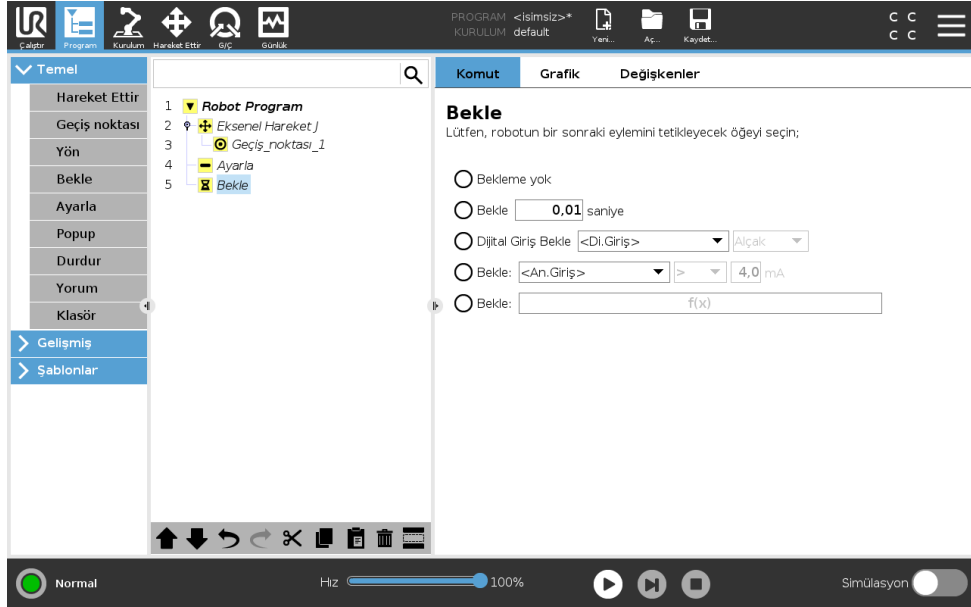 PROGRAM <isimsiz>*
KURULUM default
C C
C C
Çalıştır Program Kurulum Hareket Ettir G/Ç Günlük
Yeni... Aç... Kaydet...
Temel
Hareket Ettir
Geçiş noktası
Yön
Bekle
Ayarla
Popup
Durdur
Yorum
Klasör
Gelişmiş
Şablonlar
1 Robot Program
2 Eksenel Hareket J
3 Geçiş_noktası_1
4 Ayarla
5 Bekle
Komut Grafik Değişkenler
Bekle
Lütfen, robotun bir sonraki eylemini tetikleyecek öğeyi seçin;
Bekleme yok
Bekle 0,01 saniye
Dijital Giriş Bekle <Di.Giriş> Alçak
Bekle: <An.Giriş> > 4,0 mA
Bekle: f(x)
Normal
Hız 100%
Simülasyon